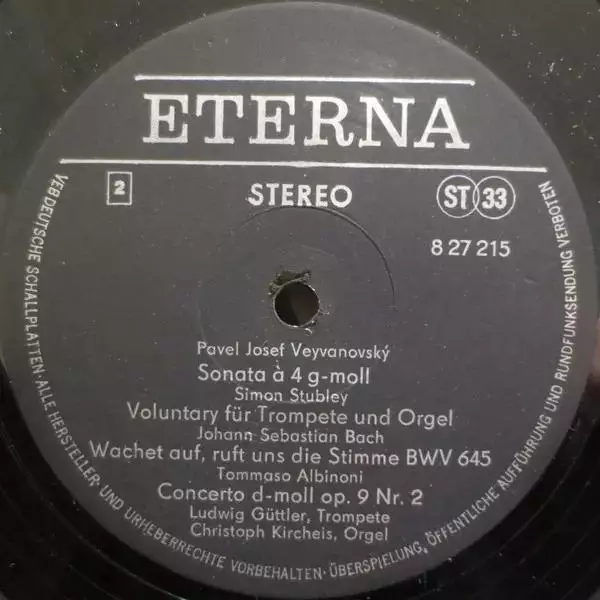 ETERNA
2 STEREO ST 33
8 27 215
Pavel Josef Veyvanovský
Sonata à 4 g-moll
Simon Stubley
Voluntary für Trompete und Orgel
Johann Sebastian Bach
Wachet auf, ruft uns die Stimme BWV 645
Tommaso Albinoni
Concerto d-moll op. 9 Nr. 2
Ludwig Güttler, Trompete
Christoph Kircheis, Orgel
VEB DEUTSCHE SCHALLPLATTEN · ALLE HERSTELLER- UND URHEBERRECHTE VORBEHALTEN · ÜBERSPIELUNG, ÖFFENTLICHE AUFFÜHRUNG UND RUNDFUNKSENDUNG VERBOTEN